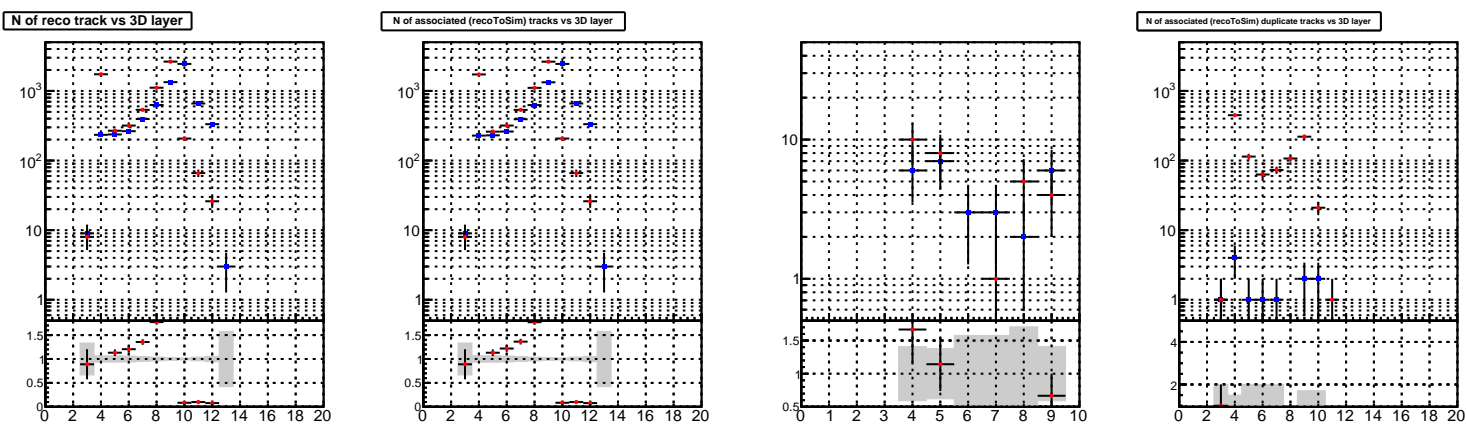 N of reco track vs 3D layer
N of associated (recoToSim) tracks vs 3D layer
N of associated (recoToSim) duplicate tracks vs 3D layer
10³ 10³ 10 10³
10² 10² 10²
10 10 1 10
1 1 1
1.5 1.5 1.5 4
1 1 1 2
0.5 0.5 0.5
0 0
0 2 4 6 8 10 12 14 16 18 20
0 2 4 6 8 10 12 14 16 18 20
0 1 2 3 4 5 6 7 8 9 10
0 2 4 6 8 10 12 14 16 18 20